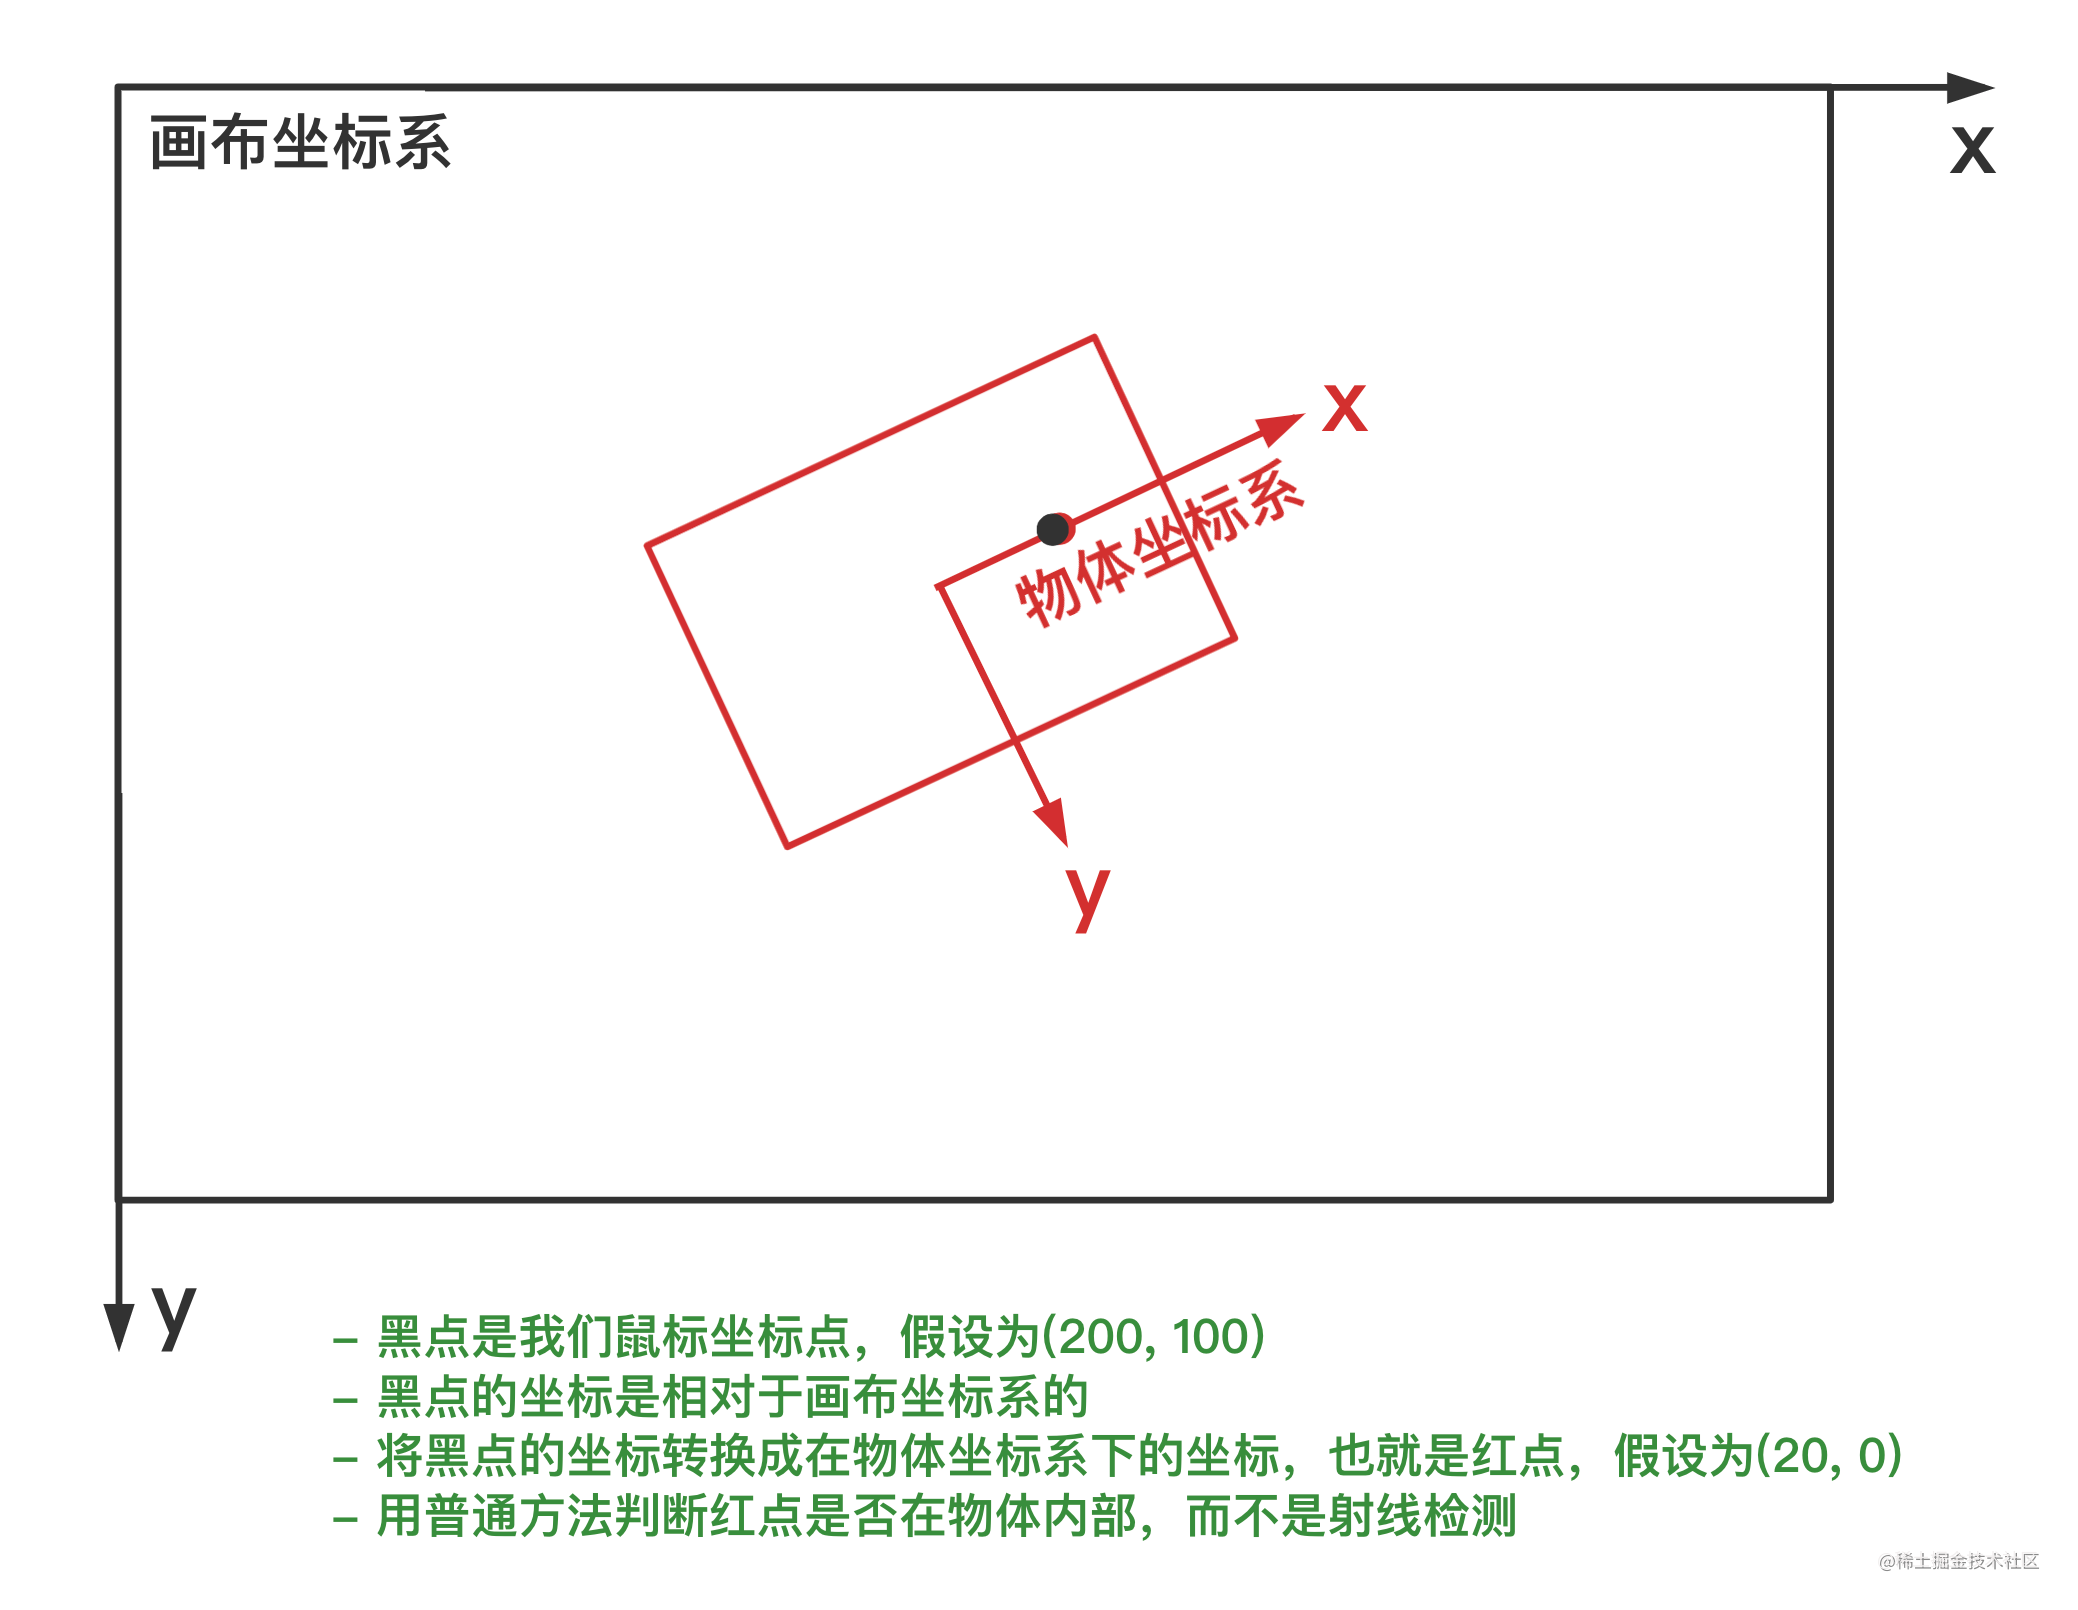 画布坐标系
x
x
物体坐标系
y
y
– 黑点是我们鼠标坐标点，假设为(200, 100)
– 黑点的坐标是相对于画布坐标系的
– 将黑点的坐标转换成在物体坐标系下的坐标，也就是红点，假设为(20, 0)
– 用普通方法判断红点是否在物体内部，而不是射线检测
@稀土掘金技术社区